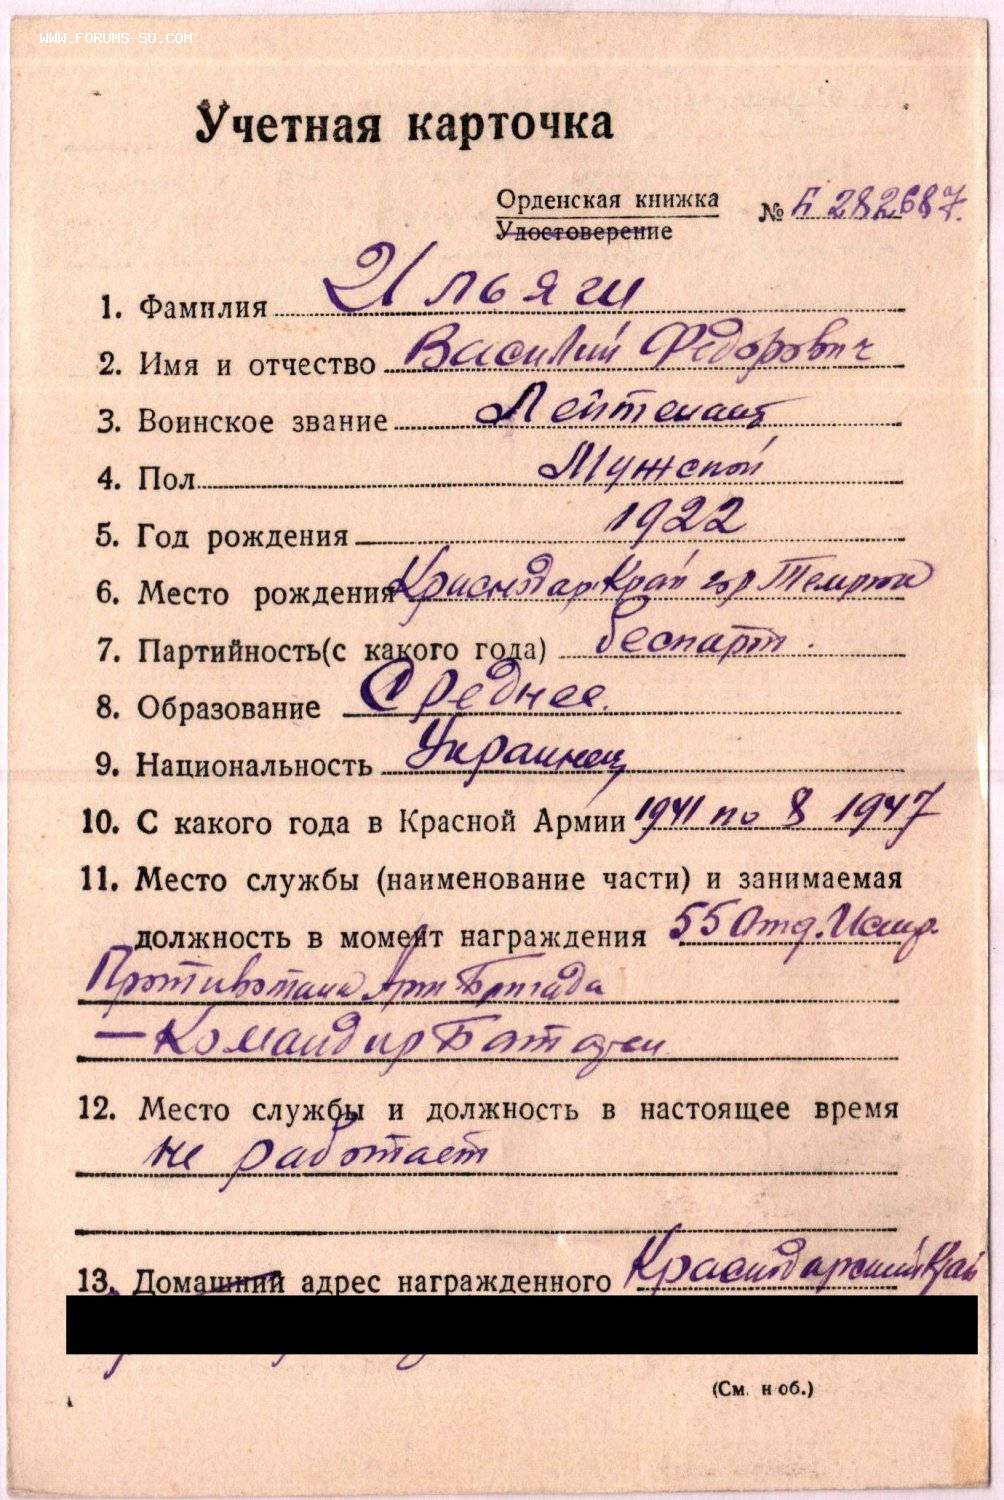 WWW.FORUMS-SU.COM
Учетная карточка
Орденская книжка
Удостоверение
№ Б 282687.
1. Фамилия Ильяги
2. Имя и отчество Василий Федорович
3. Воинское звание Лейтенант
4. Пол Мужской
5. Год рождения 1922
6. Место рождения Краснодар. Край гор Темрюк
7. Партийность(с какого года) беспарт.
8. Образование Среднее.
9. Национальность Украинец
10. С какого года в Красной Армии 1941 по 8 1947
11. Место службы (наименование части) и занимаемая
должность в момент награждения 55 Отд. Истр.
Противотанк Арт Бригада
— Командир Батареи
12. Место службы и должность в настоящее время
не работает
13. Домашний адрес награжденного Краснодарский Край
(См. н об.)